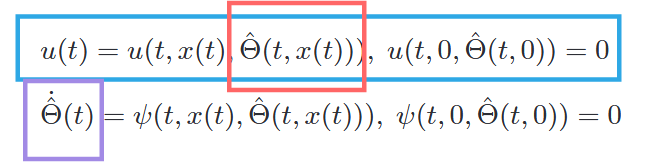 u(t) = u(t, x(t), Θ̂(t, x(t))), u(t, 0, Θ̂(t, 0)) = 0
Θ̂̇(t) = ψ(t, x(t), Θ̂(t, x(t))), ψ(t, 0, Θ̂(t, 0)) = 0